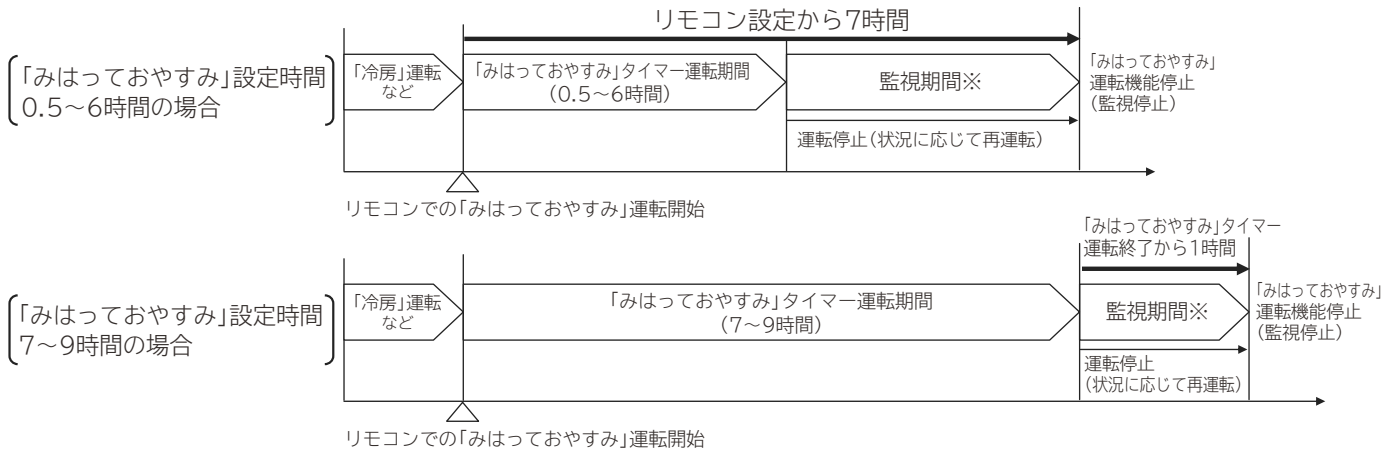 リモコン設定から7時間
「みはっておやすみ」設定時間
0.5～6時間の場合
「冷房」運転
など
「みはっておやすみ」タイマー運転期間
(0.5～6時間)
監視期間※
「みはっておやすみ」
運転機能停止
(監視停止)
運転停止(状況に応じて再運転)
リモコンでの「みはっておやすみ」運転開始
「みはっておやすみ」タイマー
運転終了から1時間
「みはっておやすみ」設定時間
7～9時間の場合
「冷房」運転
など
「みはっておやすみ」タイマー運転期間
(7～9時間)
監視期間※
「みはっておやすみ」
運転機能停止
(監視停止)
運転停止
(状況に応じて再運転)
リモコンでの「みはっておやすみ」運転開始